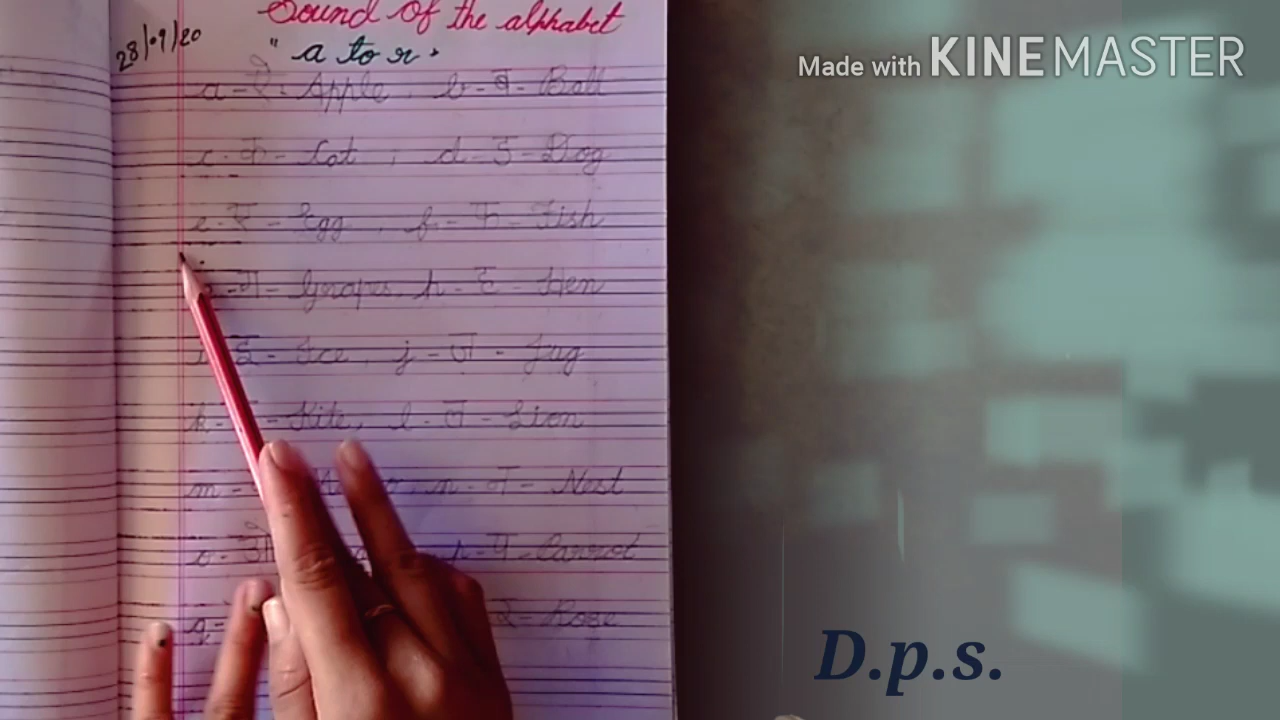 Sound of the alphabet
28/09/20
" a to r "
a - ऐ - Apple , b - ब - Ball
c - क - Cat , d - ड - Dog
e - ए - Egg , f - फ - Fish
- ग - Grapes, h - ह - Hen
i - इ - Ice , j - ज - Jug
k - Kite, l - ल - Lion
m - n - न - Nest
o - ओ p - प - Parrot
q - र - Rose
Made with KINEMASTER
D.p.s.